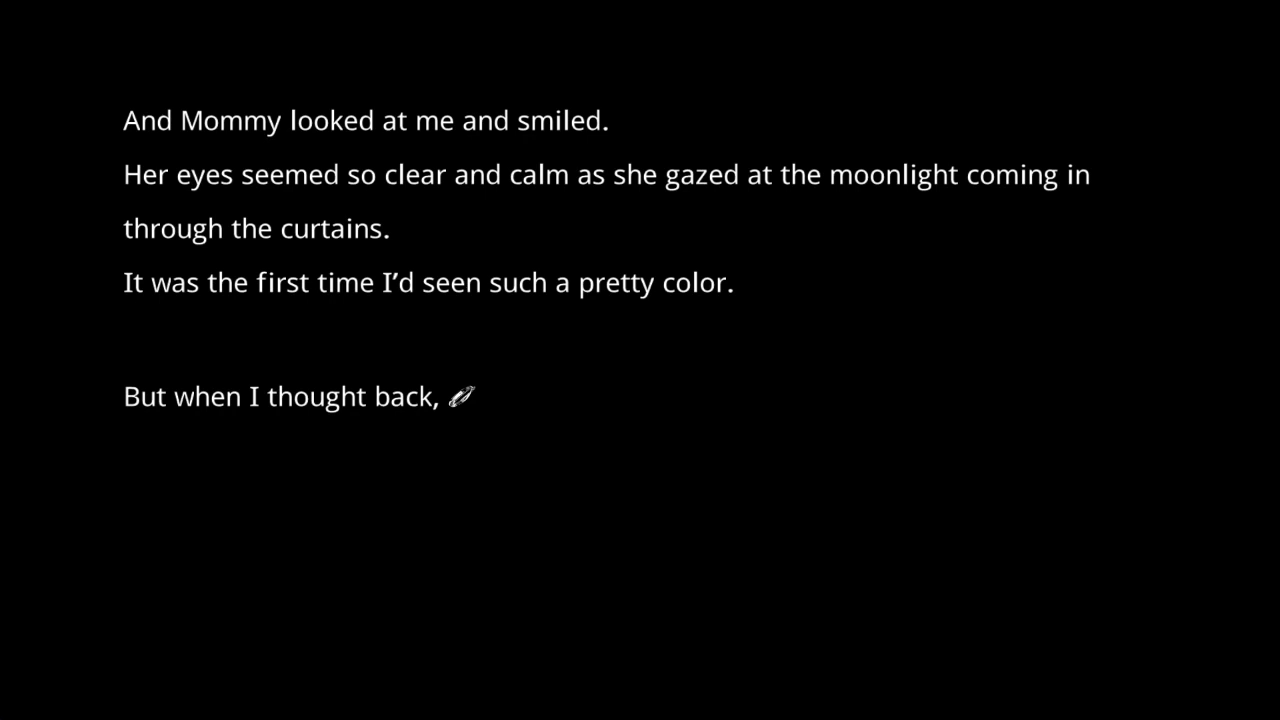 And Mommy looked at me and smiled.
Her eyes seemed so clear and calm as she gazed at the moonlight coming in
through the curtains.
It was the first time I’d seen such a pretty color.
But when I thought back,